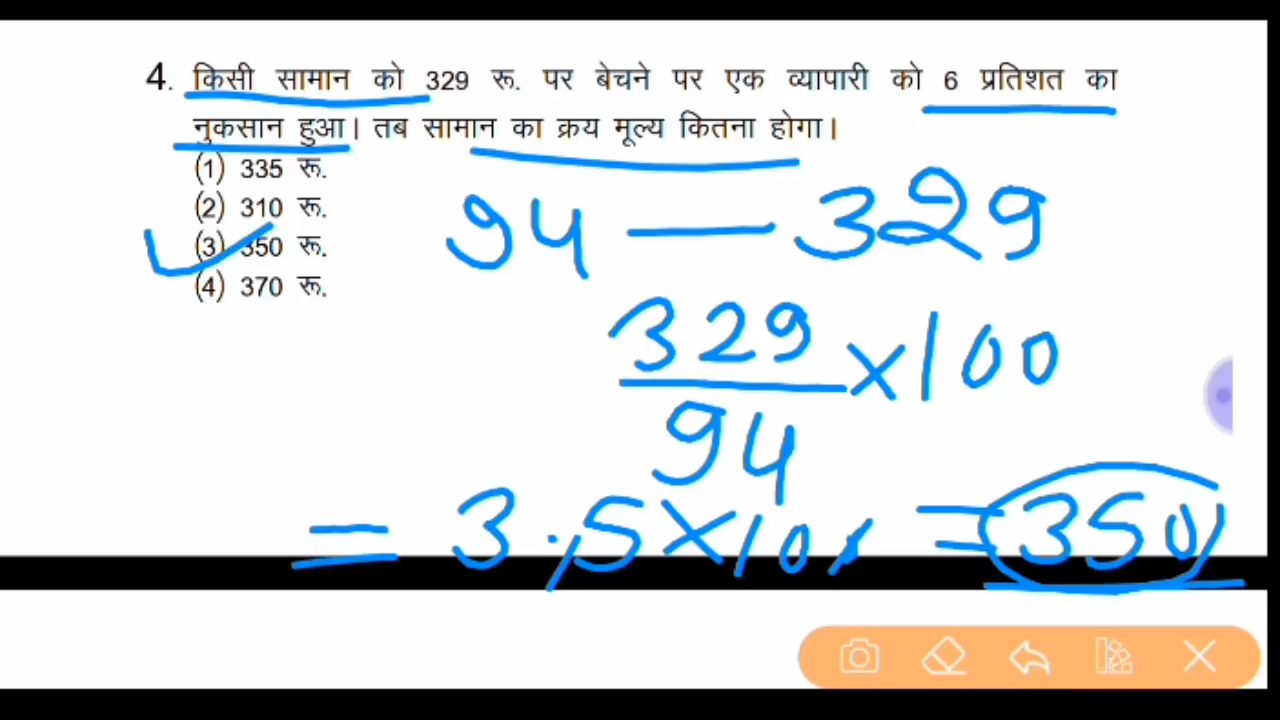 4. किसी सामान को 329 रू. पर बेचने पर एक व्यापारी को 6 प्रतिशत का
नुकसान हुआ। तब सामान का क्रय मूल्य कितना होगा।
(1) 335 रू.
(2) 310 रू.
(3) 350 रू.
(4) 370 रू.
94 — 329
329
94
×100
= 3.5×100 = 350